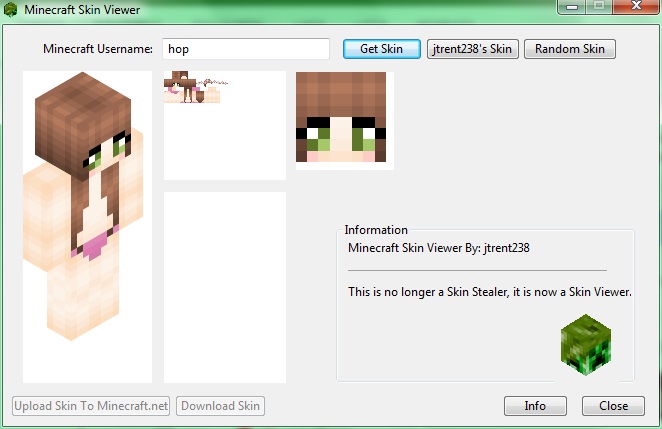 Minecraft Skin Viewer
Minecraft Username: hop Get Skin jtrent238's Skin Random Skin
Information
Minecraft Skin Viewer By: jtrent238
This is no longer a Skin Stealer, it is now a Skin Viewer.
Upload Skin To Minecraft.net Download Skin Info Close